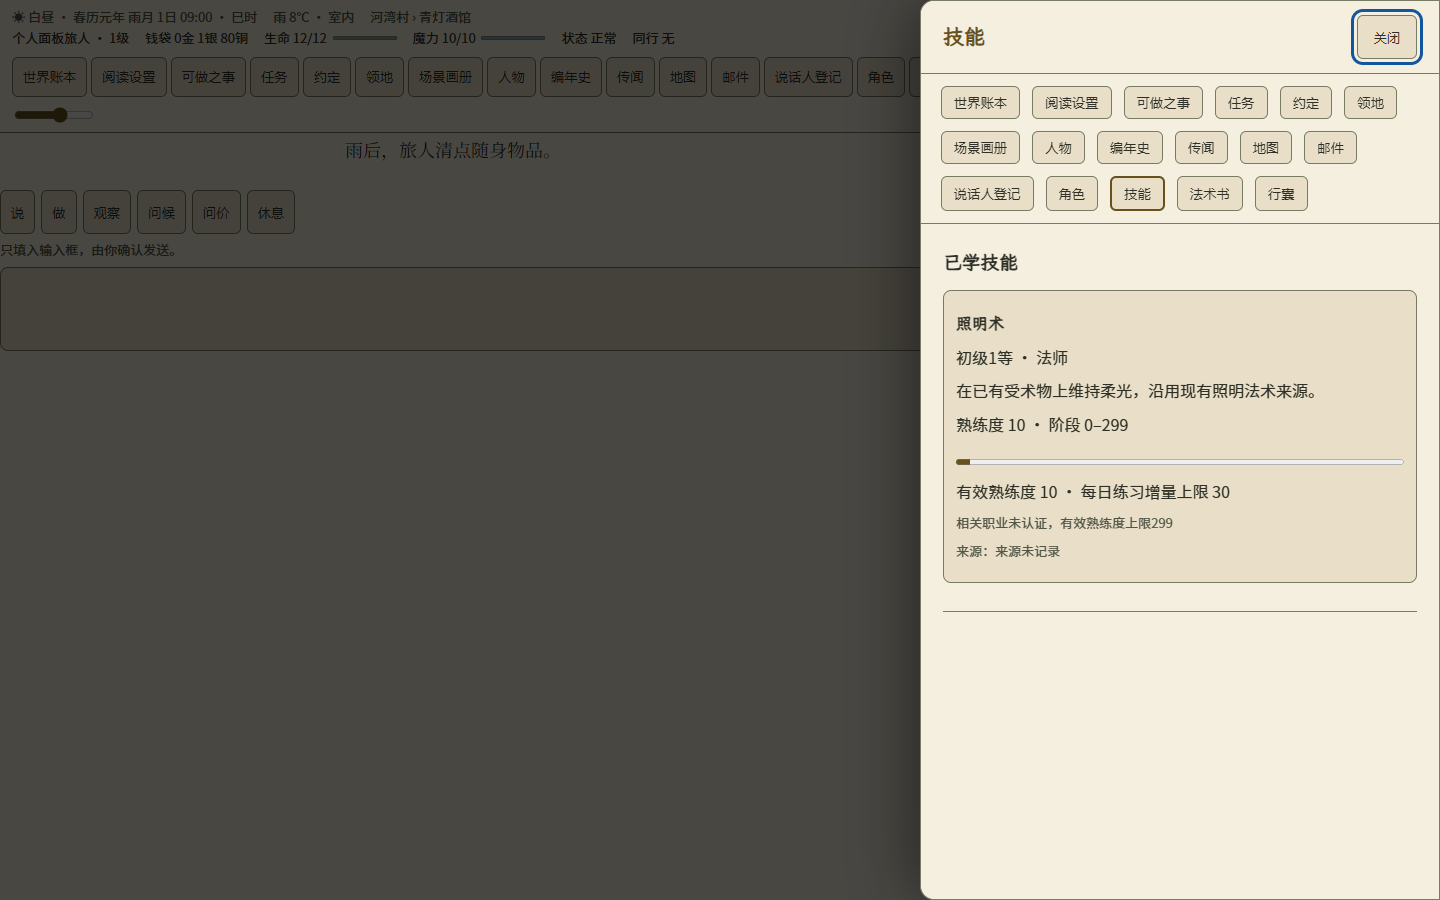 ☀ 白昼 · 春历元年 雨月 1日 09:00 · 巳时 雨 8°C · 室内 河湾村 › 青灯酒馆
个人面板旅人 · 1级 钱袋 0金 1银 80铜 生命 12/12 魔力 10/10 状态 正常 同行 无
世界账本 阅读设置 可做之事 任务 约定 领地 场景画册 人物 编年史 传闻 地图 邮件 说话人登记 角色
雨后，旅人清点随身物品。
说 做 观察 问候 问价 休息
只填入输入框，由你确认发送。
技能 关闭
世界账本 阅读设置 可做之事 任务 约定 领地
场景画册 人物 编年史 传闻 地图 邮件
说话人登记 角色 技能 法术书 行囊
已学技能
照明术
初级1等 · 法师
在已有受术物上维持柔光，沿用现有照明法术来源。
熟练度 10 · 阶段 0–299
有效熟练度 10 · 每日练习增量上限 30
相关职业未认证，有效熟练度上限299
来源：来源未记录